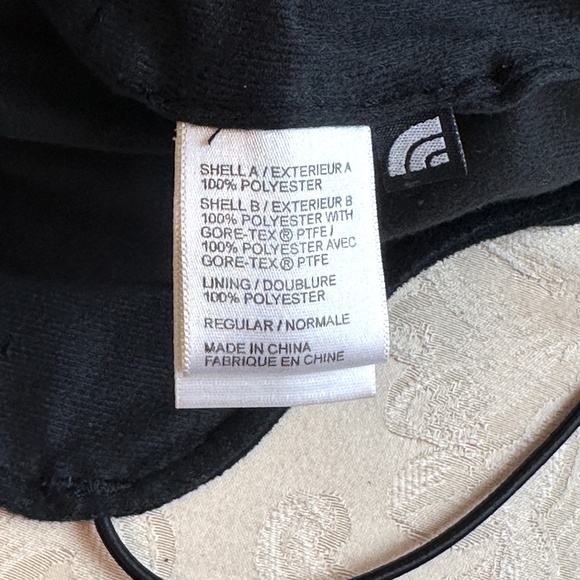 SHELL A / EXTERIEUR A
100% POLYESTER
SHELL B / EXTERIEUR B
100% POLYESTER WITH
GORE-TEX® PTFE /
100% POLYESTER AVEC
GORE-TEX® PTFE
LINING / DOUBLURE
100% POLYESTER
REGULAR / NORMALE
MADE IN CHINA
FABRIQUE EN CHINE